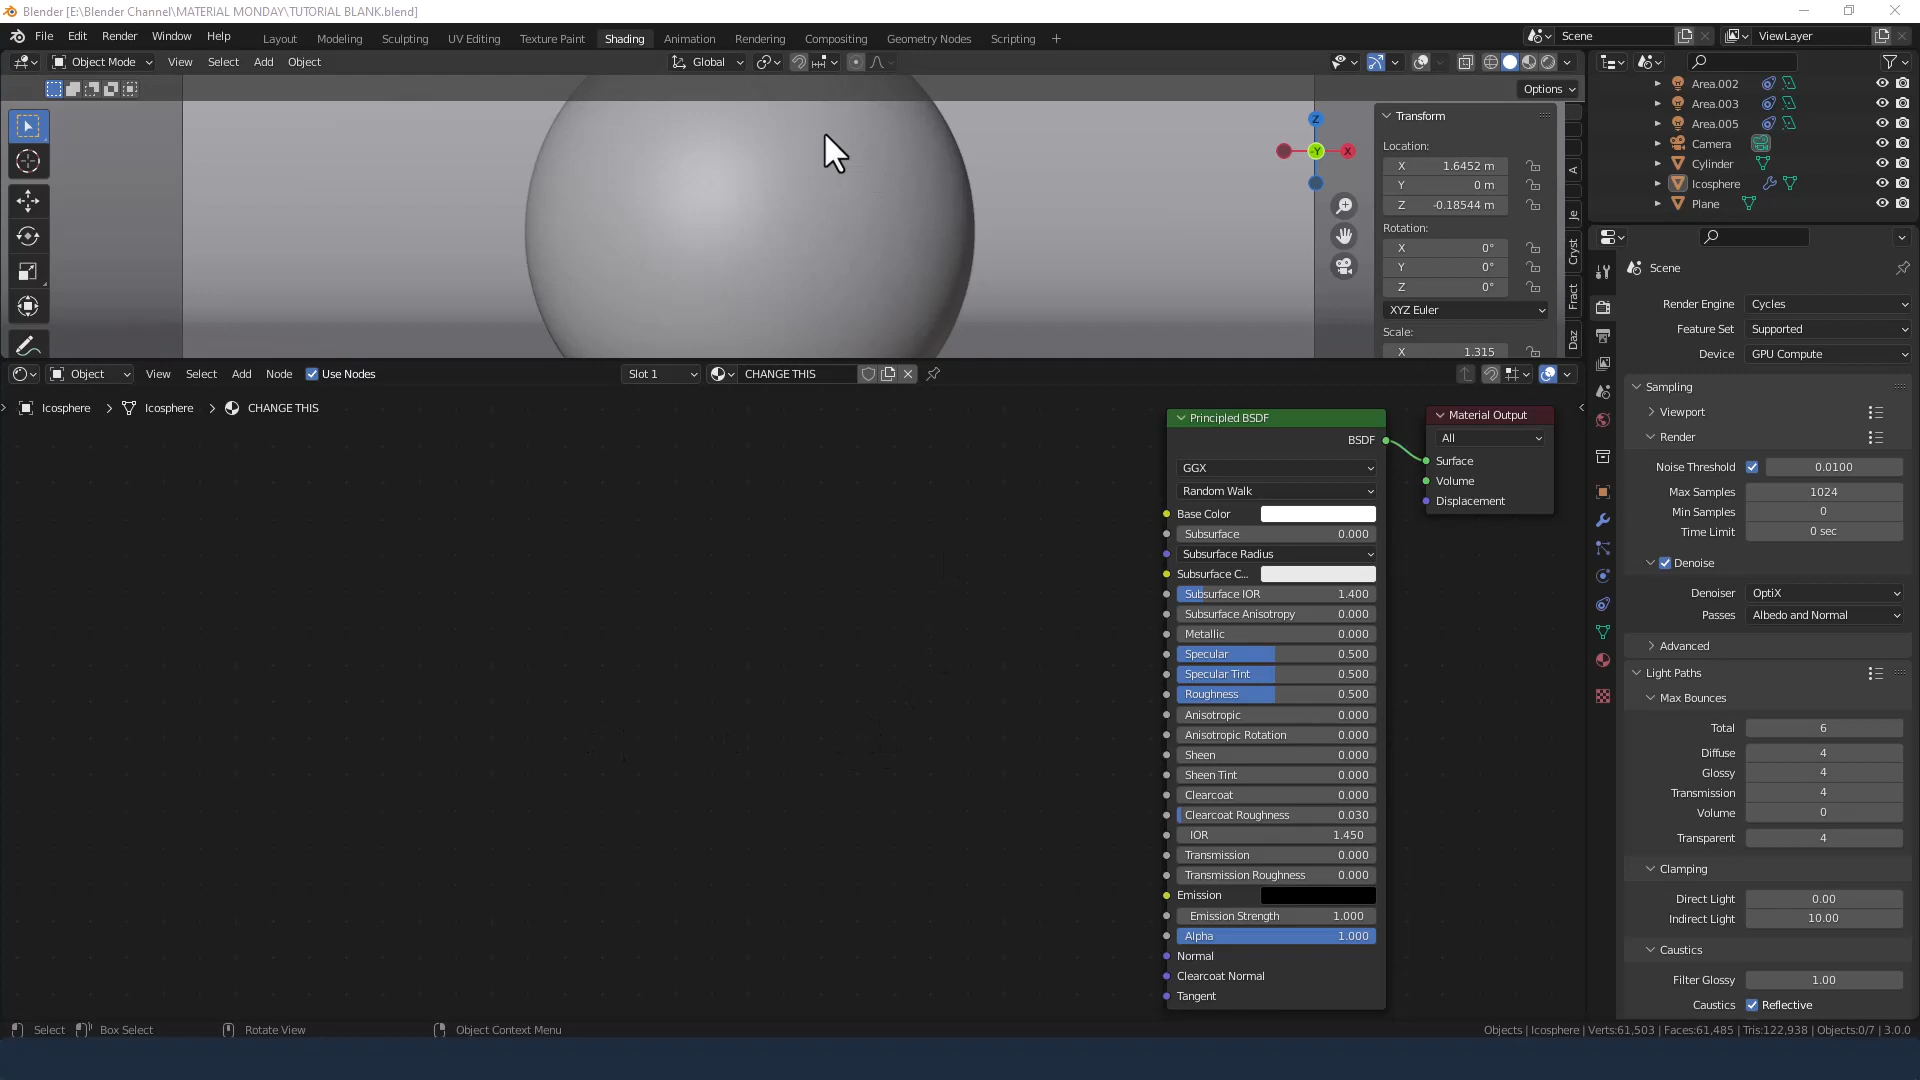 Blender [E:\Blender Channel\MATERIAL MONDAY\TUTORIAL BLANK.blend]
File Edit Render Window Help
Layout Modeling Sculpting UV Editing Texture Paint Shading Animation Rendering Compositing Geometry Nodes Scripting +
Scene
ViewLayer
Object Mode View Select Add Object
Global
Options
Area.002
Area.003
Area.005
Camera
Cylinder
Icosphere
Plane
Z
-Y
X
Transform
Location:
X 1.6452 m
Y 0 m
Z -0.18544 m
Rotation:
X 0°
Y 0°
Z 0°
XYZ Euler
Scale:
X 1.315
A
Je
Cryst
Fract
Daz
Object View Select Add Node Use Nodes
Slot 1
CHANGE THIS
Icosphere > Icosphere > CHANGE THIS
Principled BSDF
BSDF
GGX
Random Walk
Base Color
Subsurface 0.000
Subsurface Radius
Subsurface C...
Subsurface IOR 1.400
Subsurface Anisotropy 0.000
Metallic 0.000
Specular 0.500
Specular Tint 0.500
Roughness 0.500
Anisotropic 0.000
Anisotropic Rotation 0.000
Sheen 0.000
Sheen Tint 0.000
Clearcoat 0.000
Clearcoat Roughness 0.030
IOR 1.450
Transmission 0.000
Transmission Roughness 0.000
Emission
Emission Strength 1.000
Alpha 1.000
Normal
Clearcoat Normal
Tangent
Material Output
All
Surface
Volume
Displacement
Scene
Render Engine Cycles
Feature Set Supported
Device GPU Compute
Sampling
Viewport
Render
Noise Threshold 0.0100
Max Samples 1024
Min Samples 0
Time Limit 0 sec
Denoise
Denoiser OptiX
Passes Albedo and Normal
Advanced
Light Paths
Max Bounces
Total 6
Diffuse 4
Glossy 4
Transmission 4
Volume 0
Transparent 4
Clamping
Direct Light 0.00
Indirect Light 10.00
Caustics
Filter Glossy 1.00
Caustics Reflective
Select Box Select Rotate View Object Context Menu
Objects | Icosphere | Verts:61,503 | Faces:61,485 | Tris:122,938 | Objects:0/7 | 3.0.0